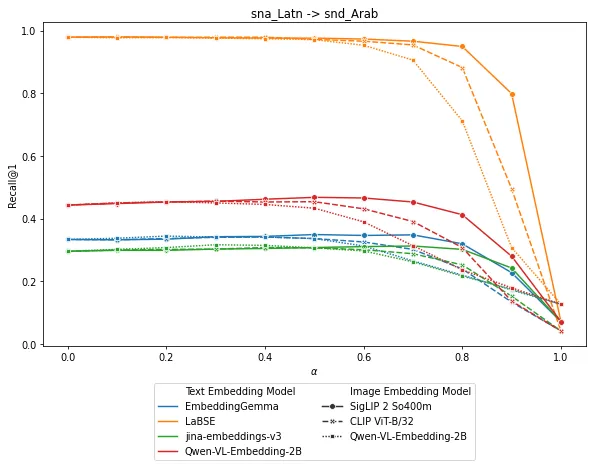 sna_Latn -> snd_Arab
Recall@1
1.0
0.8
0.6
0.4
0.2
0.0
0.0 0.2 0.4 0.6 0.8 1.0
α
Text Embedding Model
EmbeddingGemma
LaBSE
jina-embeddings-v3
Qwen-VL-Embedding-2B
Image Embedding Model
SigLIP 2 So400m
CLIP ViT-B/32
Qwen-VL-Embedding-2B